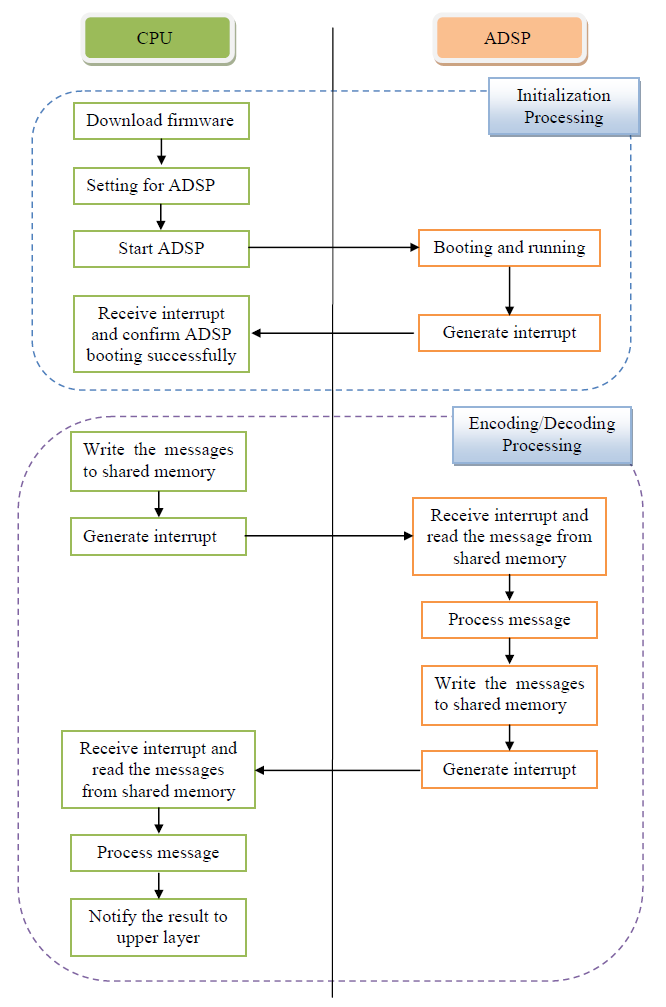 CPU
ADSP
Initialization
Processing
Download firmware
Setting for ADSP
Start ADSP
Booting and running
Receive interrupt
and confirm ADSP
booting successfully
Generate interrupt
Encoding/Decoding
Processing
Write the messages
to shared memory
Generate interrupt
Receive interrupt and
read the message from
shared memory
Process message
Write the messages
to shared memory
Generate interrupt
Receive interrupt and
read the messages
from shared memory
Process message
Notify the result to
upper layer